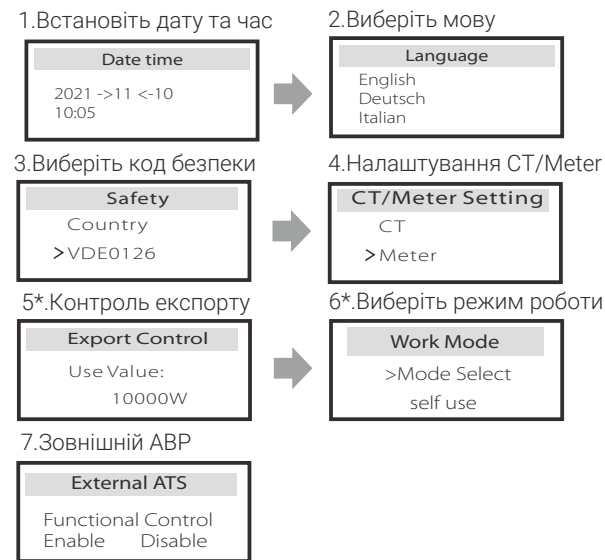 1.Встановіть дату та час
Date time
2021 ->11 <-10
10:05
2.Виберіть мову
Language
English
Deutsch
Italian
3.Виберіть код безпеки
Safety
Country
>VDE0126
4.Налаштування CT/Meter
CT/Meter Setting
CT
>Meter
5*.Контроль експорту
Export Control
Use Value:
10000W
6*.Виберіть режим роботи
Work Mode
>Mode Select
self use
7.Зовнішній АВР
External ATS
Functional Control
Enable Disable